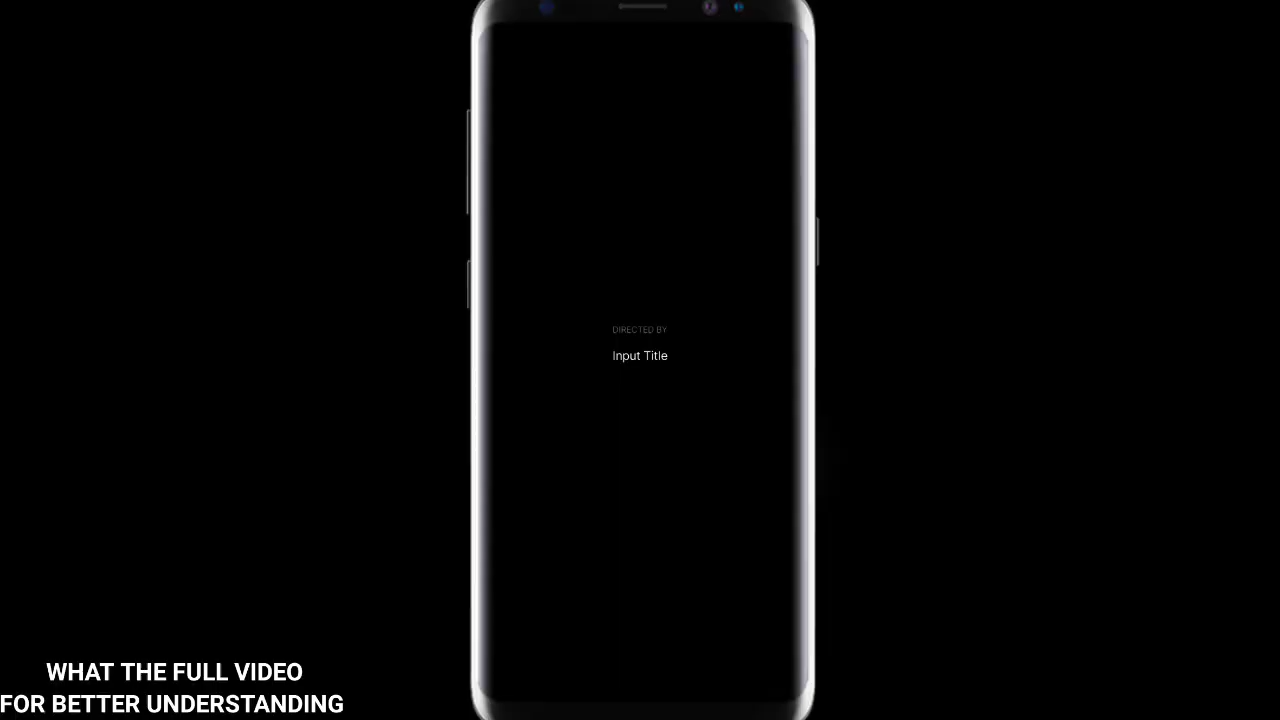 DIRECTED BY
Input Title
WHAT THE FULL VIDEO
FOR BETTER UNDERSTANDING